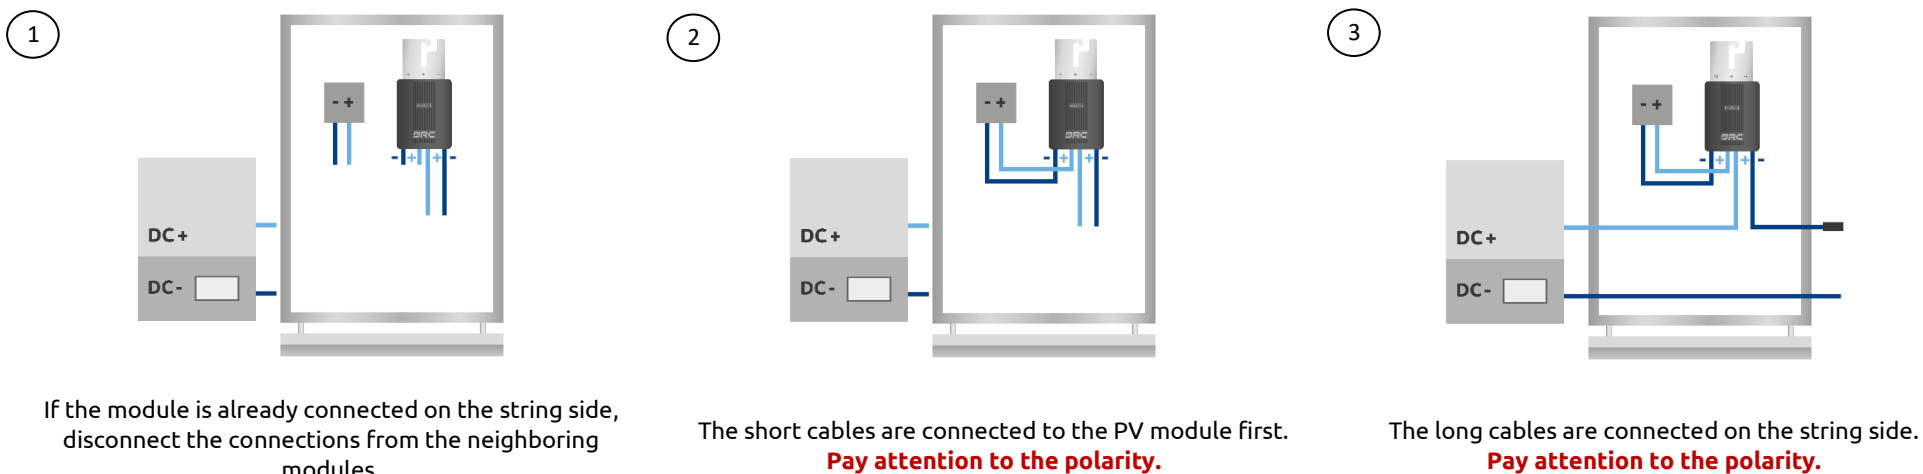 1
2
3
- +
- +
- +
BRC
BRC
BRC
- + + -
- + + -
- + + -
DC+
DC+
DC+
DC-
DC-
DC-
If the module is already connected on the string side,
disconnect the connections from the neighboring
modules
The short cables are connected to the PV module first.
Pay attention to the polarity.
The long cables are connected on the string side.
Pay attention to the polarity.